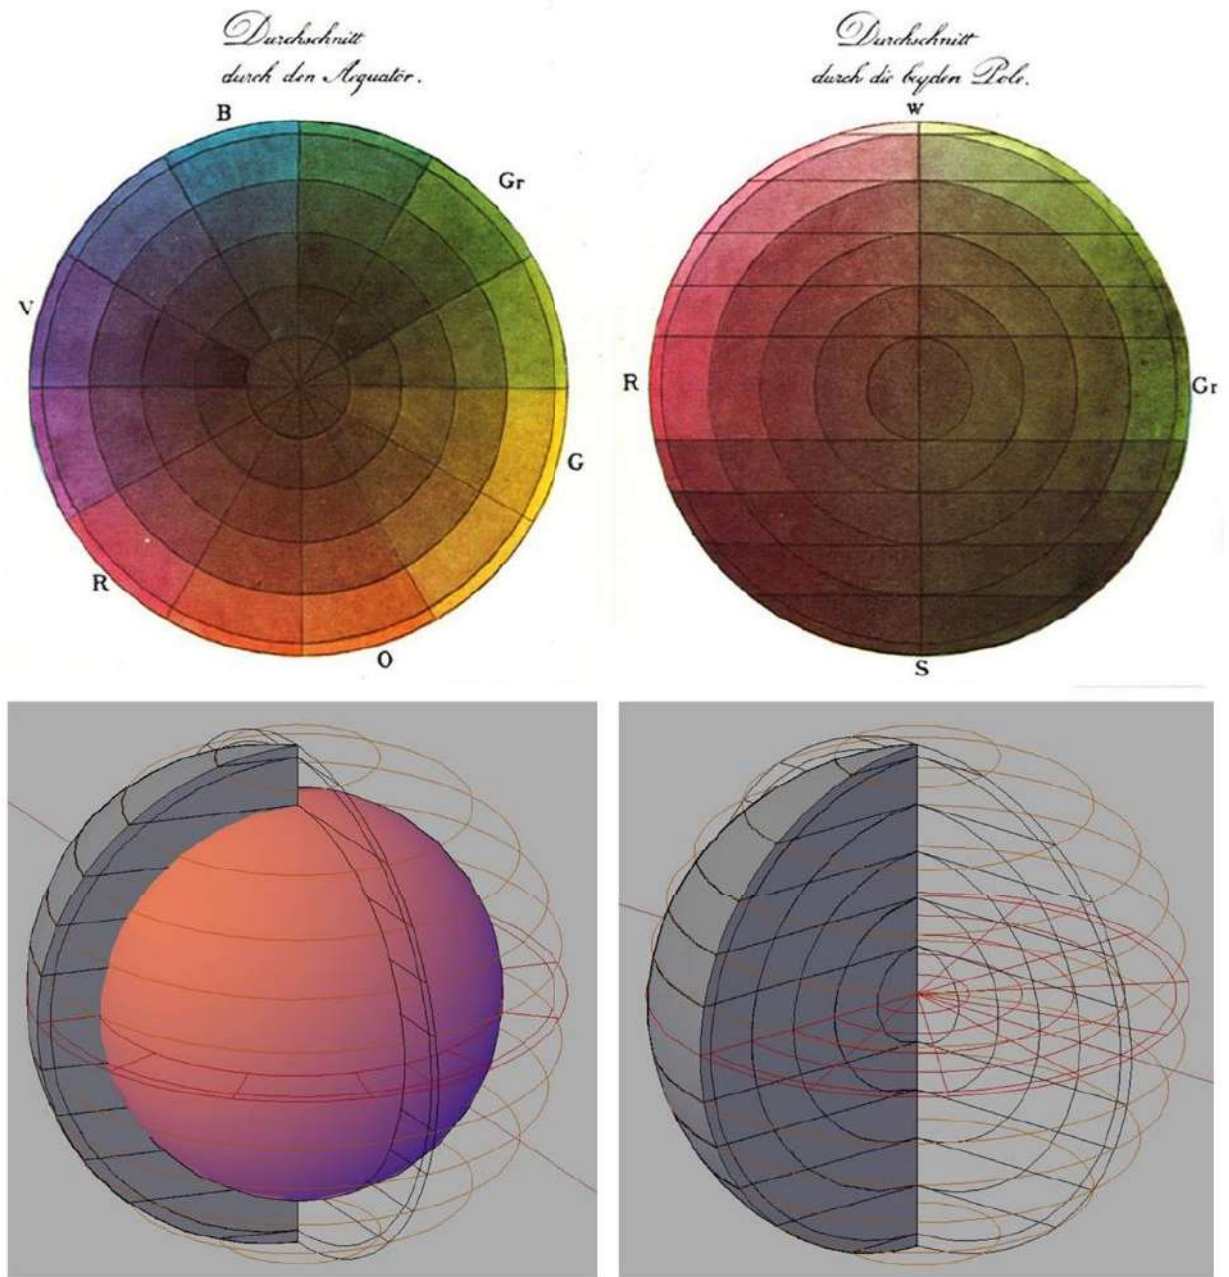 Durchschnitt
durch den Aequator.
B
Gr
V
G
R
O
Durchschnitt
durch die beyden Pole.
W
R
Gr
S